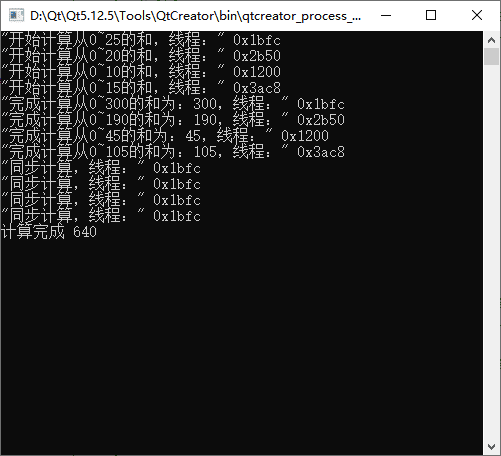 D:\Qt\Qt5.12.5\Tools\QtCreator\bin\qtcreator_process_...
"开始计算从0~25的和，线程：" 0x1bfc
"开始计算从0~20的和，线程：" 0x2b50
"开始计算从0~10的和，线程：" 0x1200
"开始计算从0~15的和，线程：" 0x3ac8
"完成计算从0~300的和为：300，线程：" 0x1bfc
"完成计算从0~190的和为：190，线程：" 0x2b50
"完成计算从0~45的和为：45，线程：" 0x1200
"完成计算从0~105的和为：105，线程：" 0x3ac8
"同步计算，线程：" 0x1bfc
"同步计算，线程：" 0x1bfc
"同步计算，线程：" 0x1bfc
"同步计算，线程：" 0x1bfc
计算完成 640